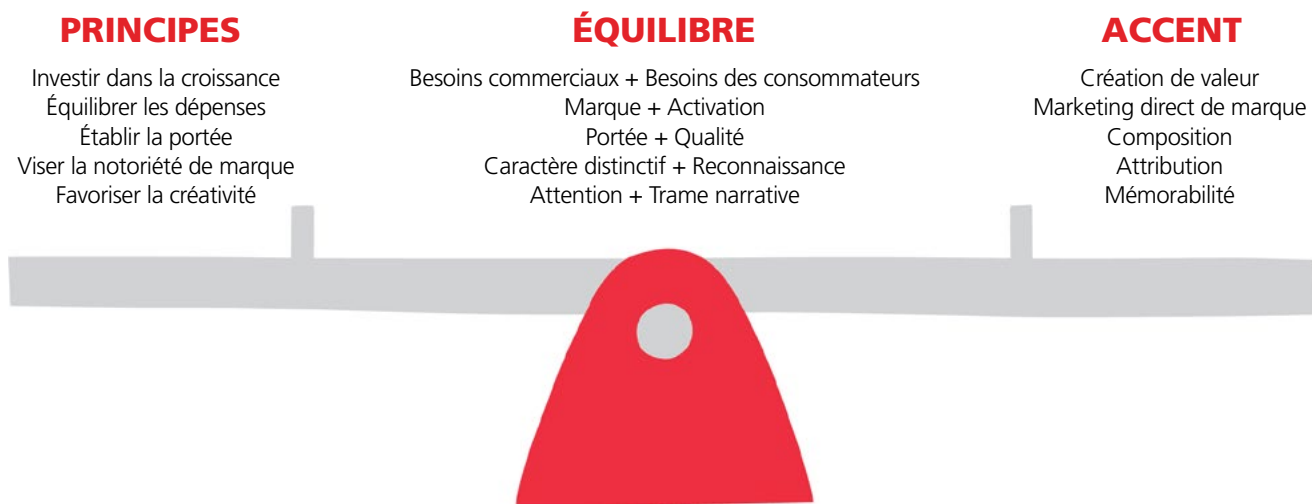 PRINCIPES
Investir dans la croissance
Équilibrer les dépenses
Établir la portée
Viser la notoriété de marque
Favoriser la créativité
ÉQUILIBRE
Besoins commerciaux + Besoins des consommateurs
Marque + Activation
Portée + Qualité
Caractère distinctif + Reconnaissance
Attention + Trame narrative
ACCENT
Création de valeur
Marketing direct de marque
Composition
Attribution
Mémorabilité